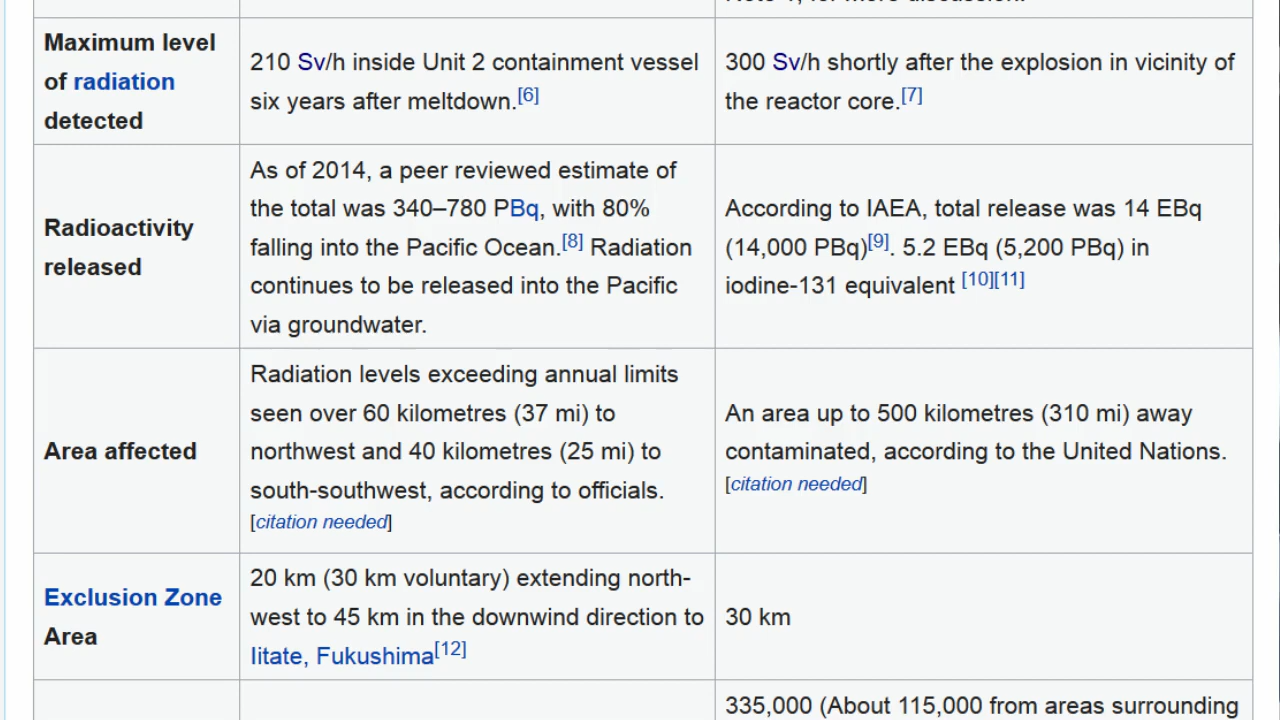 Note 1, for more discussion.
Maximum level
of radiation
detected
210 Sv/h inside Unit 2 containment vessel
six years after meltdown.[6]
300 Sv/h shortly after the explosion in vicinity of
the reactor core.[7]
Radioactivity
released
As of 2014, a peer reviewed estimate of
the total was 340–780 PBq, with 80%
falling into the Pacific Ocean.[8] Radiation
continues to be released into the Pacific
via groundwater.
According to IAEA, total release was 14 EBq
(14,000 PBq)[9]. 5.2 EBq (5,200 PBq) in
iodine-131 equivalent [10][11]
Area affected
Radiation levels exceeding annual limits
seen over 60 kilometres (37 mi) to
northwest and 40 kilometres (25 mi) to
south-southwest, according to officials.
[citation needed]
An area up to 500 kilometres (310 mi) away
contaminated, according to the United Nations.
[citation needed]
Exclusion Zone
Area
20 km (30 km voluntary) extending north-
west to 45 km in the downwind direction to
Iitate, Fukushima[12]
30 km
335,000 (About 115,000 from areas surrounding